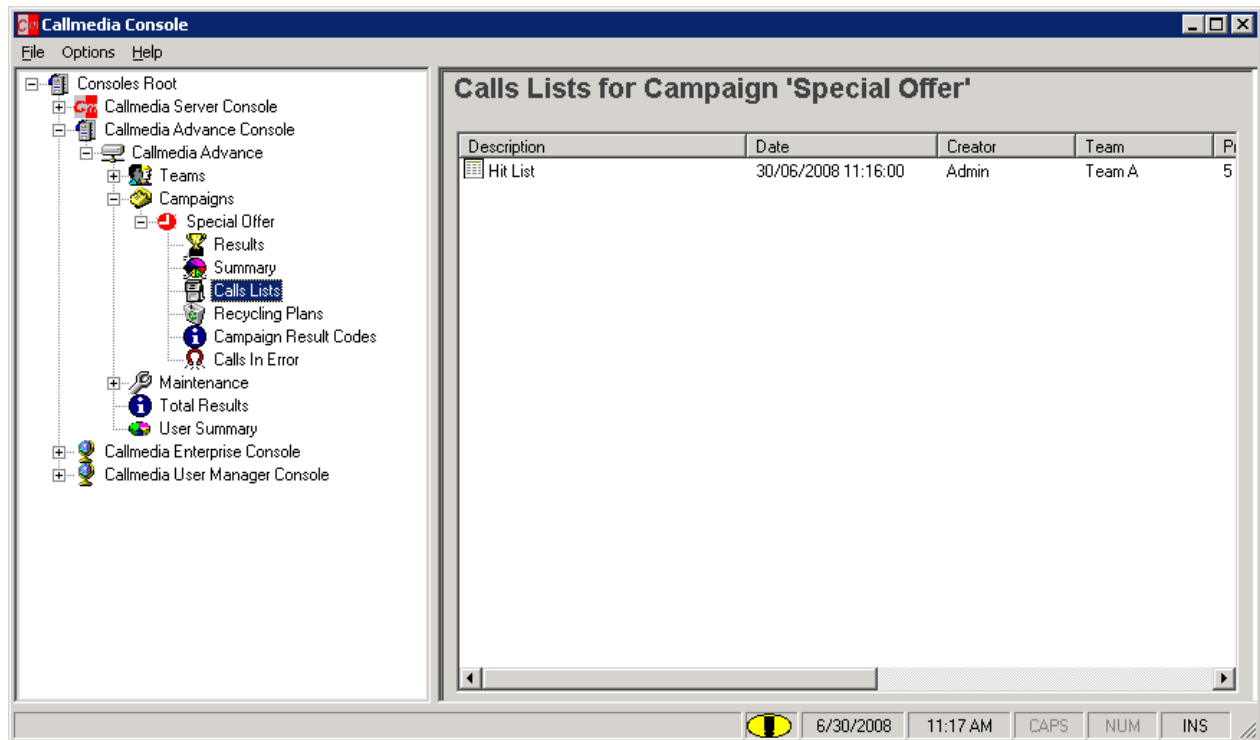 Callmedia Console
File Options Help
Consoles Root
Callmedia Server Console
Callmedia Advance Console
Callmedia Advance
Teams
Campaigns
Special Offer
Results
Summary
Calls Lists
Recycling Plans
Campaign Result Codes
Calls In Error
Maintenance
Total Results
User Summary
Callmedia Enterprise Console
Callmedia User Manager Console
Calls Lists for Campaign 'Special Offer'
Description Date Creator Team
Hit List 30/06/2008 11:16:00 Admin Team A 5
6/30/2008 11:17 AM CAPS NUM INS